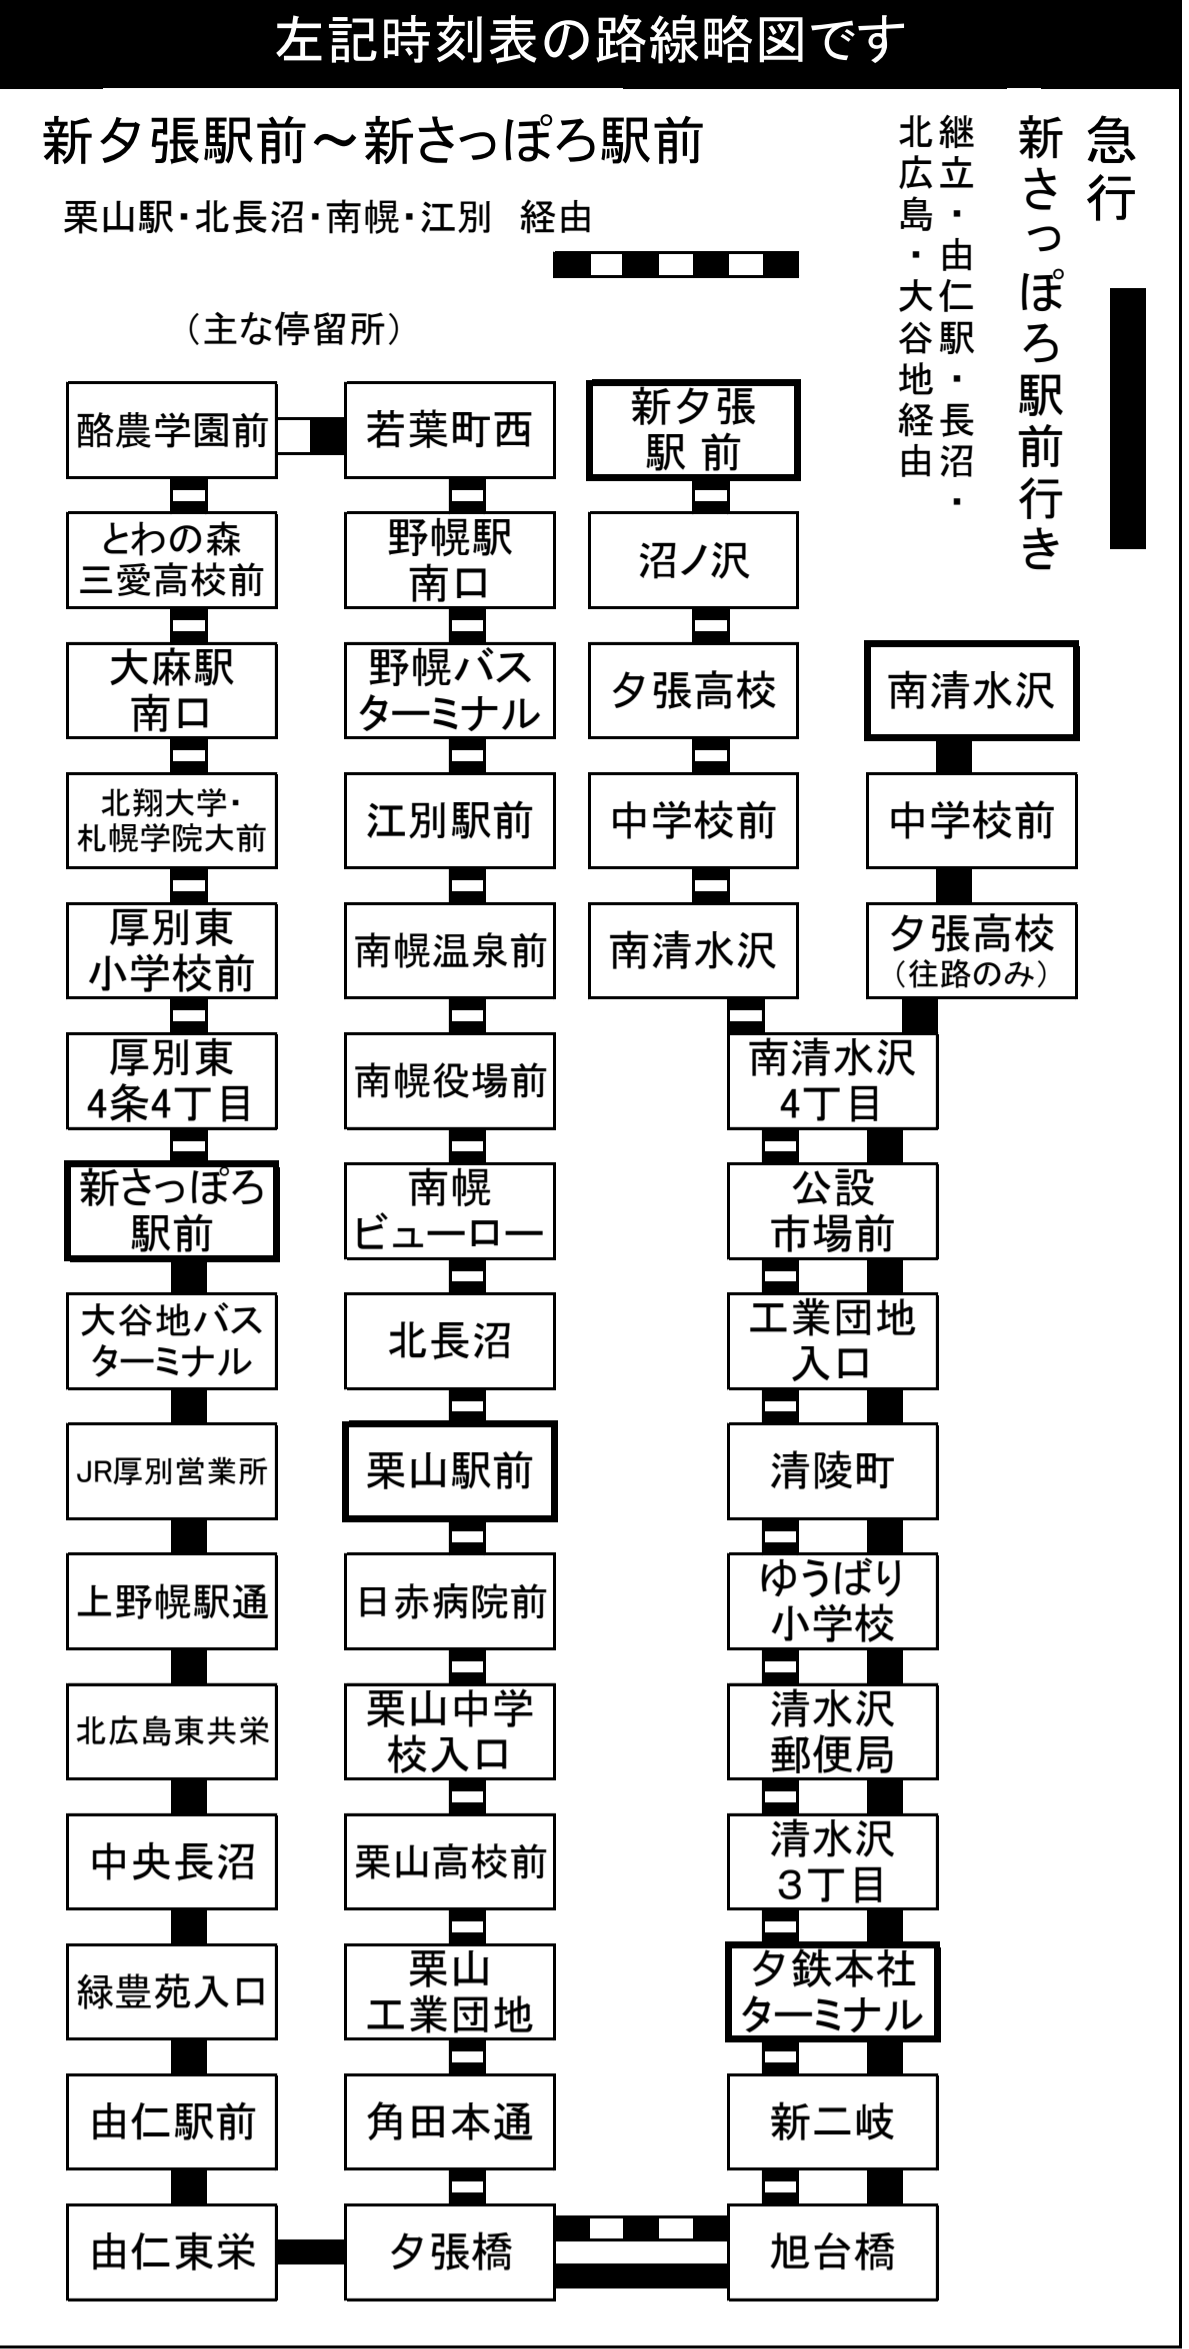 左記時刻表の路線略図です
急行
新さっぽろ駅前行き
継立・由仁駅・長沼・
北広島・大谷地経由
新夕張駅前～新さっぽろ駅前
栗山駅・北長沼・南幌・江別　経由
（主な停留所）
酪農学園前
とわの森
三愛高校前
大麻駅
南口
北翔大学・
札幌学院大前
厚別東
小学校前
厚別東
4条4丁目
新さっぽろ
駅前
大谷地バス
ターミナル
JR厚別営業所
上野幌駅通
北広島東共栄
中央長沼
緑豊苑入口
由仁駅前
由仁東栄
若葉町西
野幌駅
南口
野幌バス
ターミナル
江別駅前
南幌温泉前
南幌役場前
南幌
ビューロー
北長沼
栗山駅前
日赤病院前
栗山中学
校入口
栗山高校前
栗山
工業団地
角田本通
夕張橋
新夕張
駅 前
沼ノ沢
夕張高校
中学校前
南清水沢
南清水沢
中学校前
夕張高校
（往路のみ）
南清水沢
4丁目
公設
市場前
工業団地
入口
清陵町
ゆうばり
小学校
清水沢
郵便局
清水沢
3丁目
夕鉄本社
ターミナル
新二岐
旭台橋